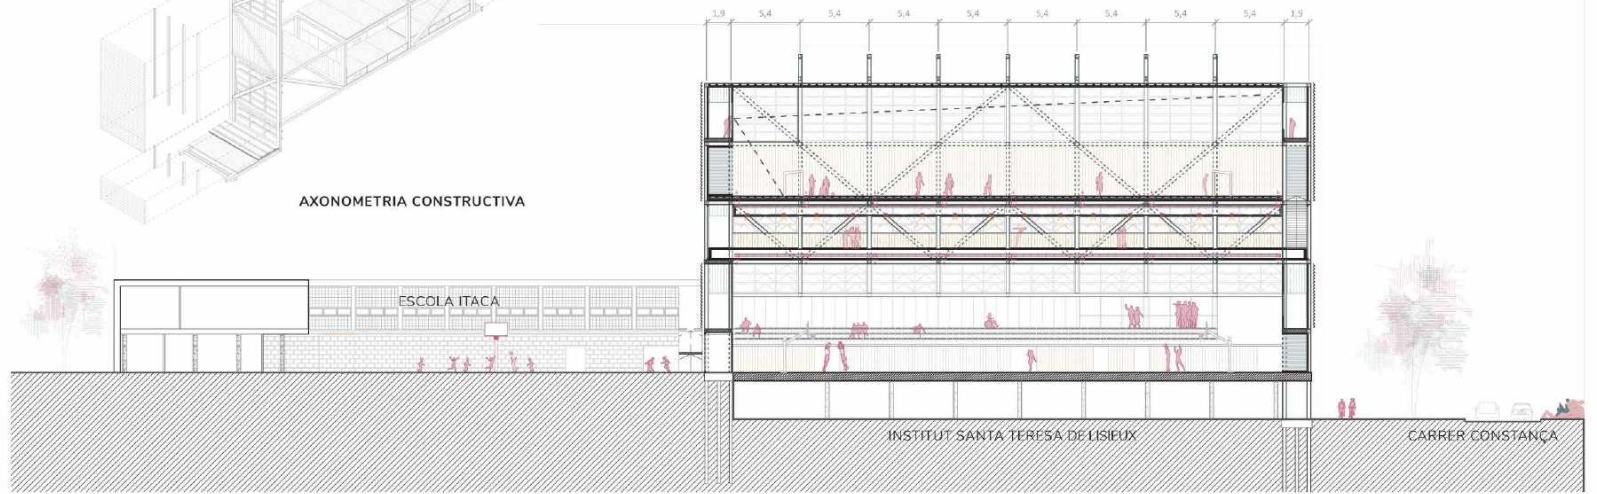 1,9 5,4 5,4 5,4 5,4 5,4 5,4 5,4 5,4 1,9
AXONOMETRIA CONSTRUCTIVA
ESCOLA ITACA
INSTITUT SANTA TERESA DE LISIEUX
CARRER CONSTANÇA